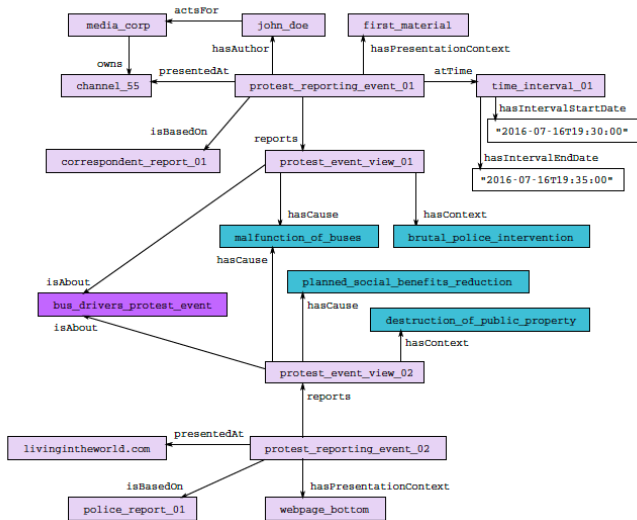 actsFor
media_corp
john_doe
first_material
hasAuthor
hasPresentationContext
owns
presentedAt
atTime
channel_55
protest_reporting_event_01
time_interval_01
hasIntervalStartDate
isBasedOn
reports
"2016-07-16T19:30:00"
correspondent_report_01
protest_event_view_01
hasIntervalEndDate
"2016-07-16T19:35:00"
hasCause
hasContext
malfunction_of_buses
brutal_police_intervention
hasCause
isAbout
planned_social_benefits_reduction
bus_drivers_protest_event
hasCause
isAbout
destruction_of_public_property
hasContext
protest_event_view_02
reports
presentedAt
livingintheworld.com
protest_reporting_event_02
isBasedOn
hasPresentationContext
police_report_01
webpage_bottom